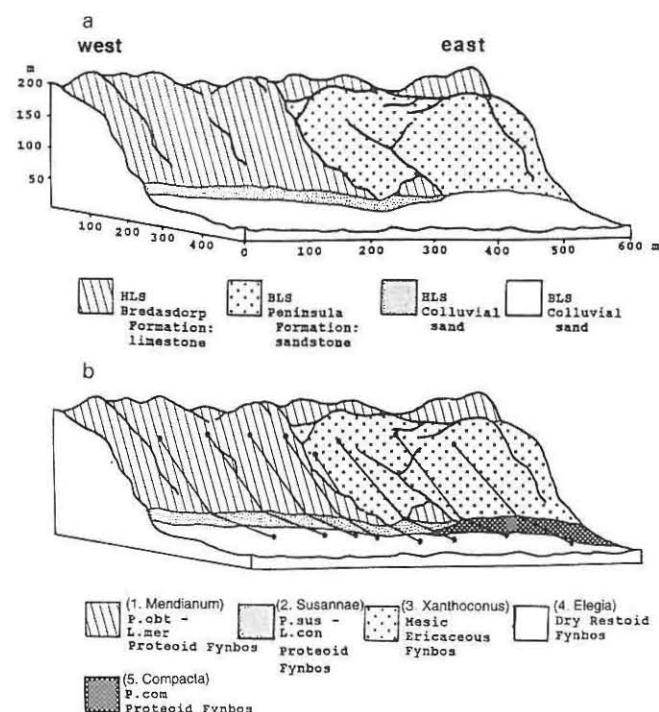 a
west east
m
200
150
100
50
100
200
300
400
0 100 200 300 400 500 600 m
HLS
Bredasdorp
Formation:
limestone
BLS
Peninsula
Formation:
sandstone
HLS
Colluvial
sand
BLS
Colluvial
sand
b
(1. Mendianum)
P.obt -
L.mer
Proteoid Fynbos
(2. Susannae)
P.sus -
L.con
Proteoid
Fynbos
(3. Xanthoconus)
Mesic
Ericaceous
Fynbos
(4. Elegia)
Dry Restoid
Fynbos
(5. Compacta)
P.com
Proteoid Fynbos